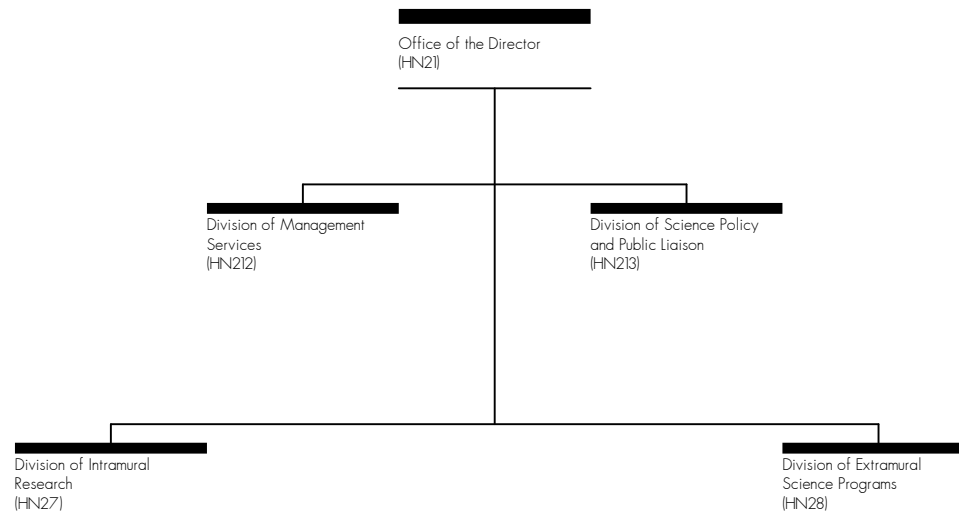 Office of the Director
(HN21)
Division of Management
Services
(HN212)
Division of Science Policy
and Public Liaison
(HN213)
Division of Intramural
Research
(HN27)
Division of Extramural
Science Programs
(HN28)